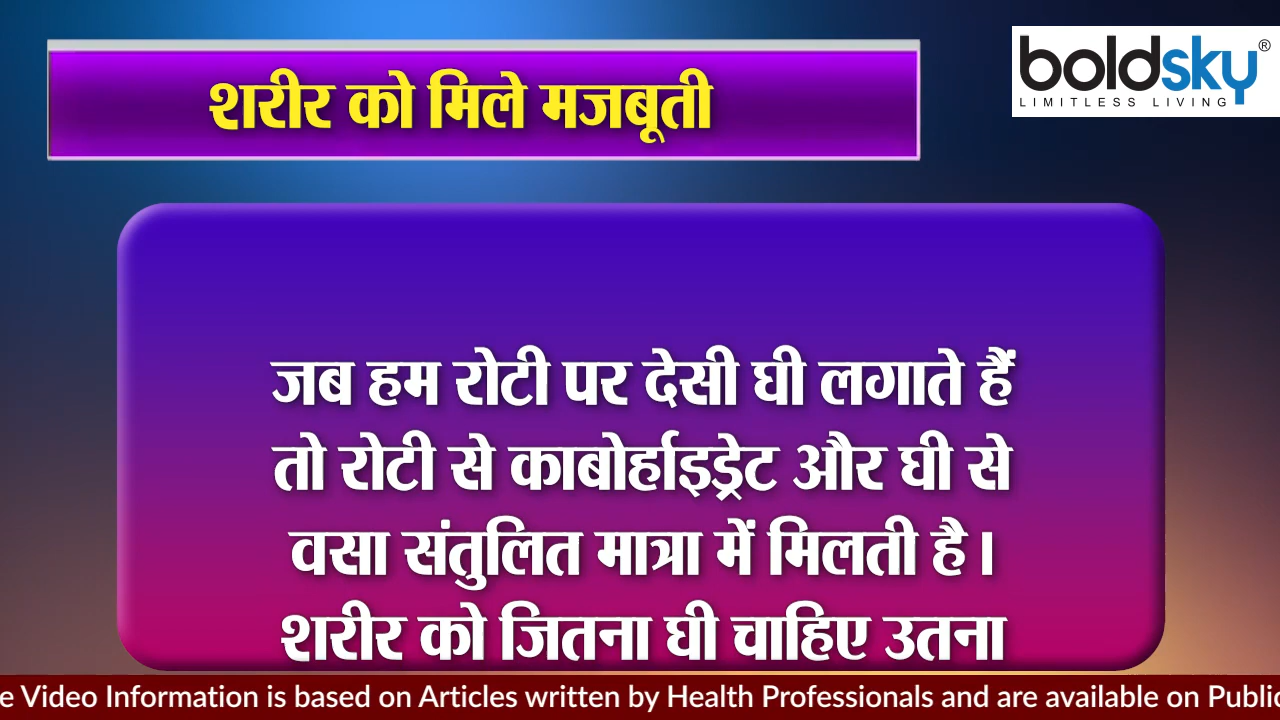 शरीर को मिले मजबूती
boldsky®
LIMITLESS LIVING
जब हम रोटी पर देसी घी लगाते हैं
तो रोटी से काबोर्हाइड्रेट और घी से
वसा संतुलित मात्रा में मिलती है।
शरीर को जितना घी चाहिए उतना
e Video Information is based on Articles written by Health Professionals and are available on Public